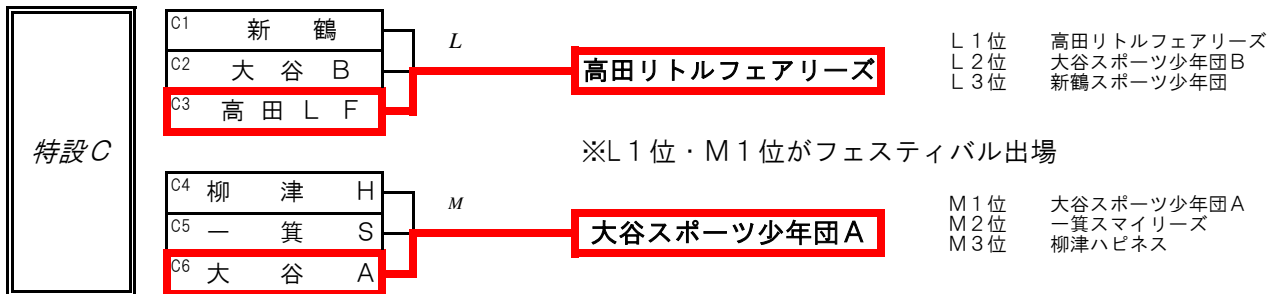 特設C
C1 新 鶴
C2 大 谷 B
C3 高 田 L F
L
高田リトルフェアリーズ
L1位 高田リトルフェアリーズ
L2位 大谷スポーツ少年団B
L3位 新鶴スポーツ少年団
※L1位・M1位がフェスティバル出場
C4 柳 津 H
C5 一 箕 S
C6 大 谷 A
M
大谷スポーツ少年団A
M1位 大谷スポーツ少年団A
M2位 一箕スマイリーズ
M3位 柳津ハピネス